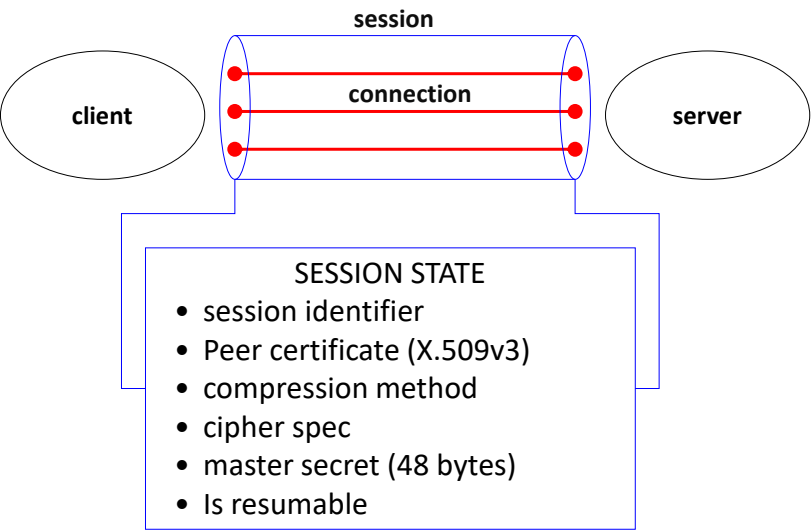 session
client
connection
server
SESSION STATE
• session identifier
• Peer certificate (X.509v3)
• compression method
• cipher spec
• master secret (48 bytes)
• Is resumable